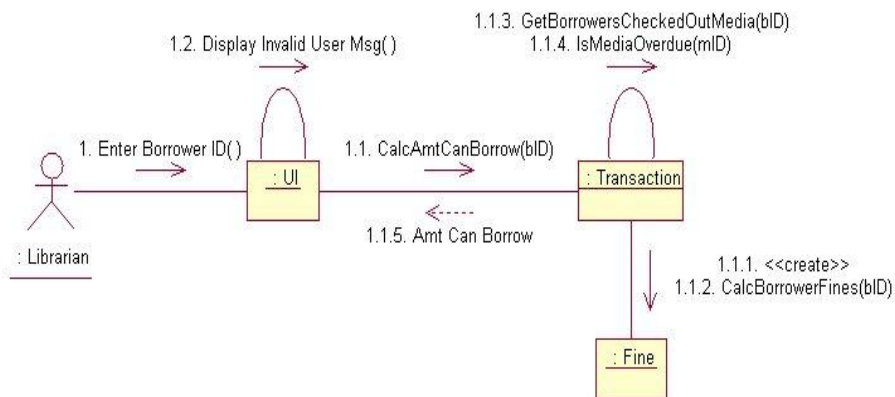 1.1.3. GetBorrowersCheckedOutMedia(bID)
1.2. Display Invalid User Msg( )
1.1.4. IsMediaOverdue(mID)
1. Enter Borrower ID( )
1.1. CalcAmtCanBorrow(bID)
: UI
: Transaction
1.1.5. Amt Can Borrow
: Librarian
1.1.1. <<create>>
1.1.2. CalcBorrowerFines(bID)
: Fine